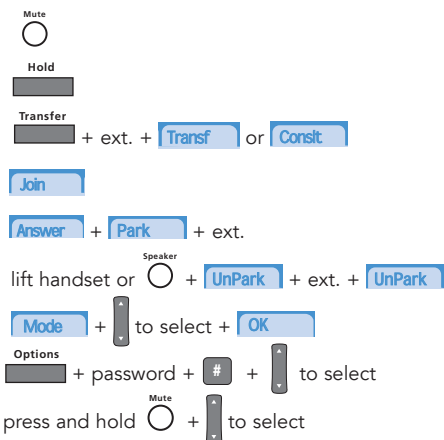 Mute
Hold
Transfer
+ ext. + Transf or Conslt
Join
Answer + Park + ext.
Speaker
lift handset or + UnPark + ext. + UnPark
Mode + to select + OK
Options
+ password + # + to select
Mute
press and hold + to select